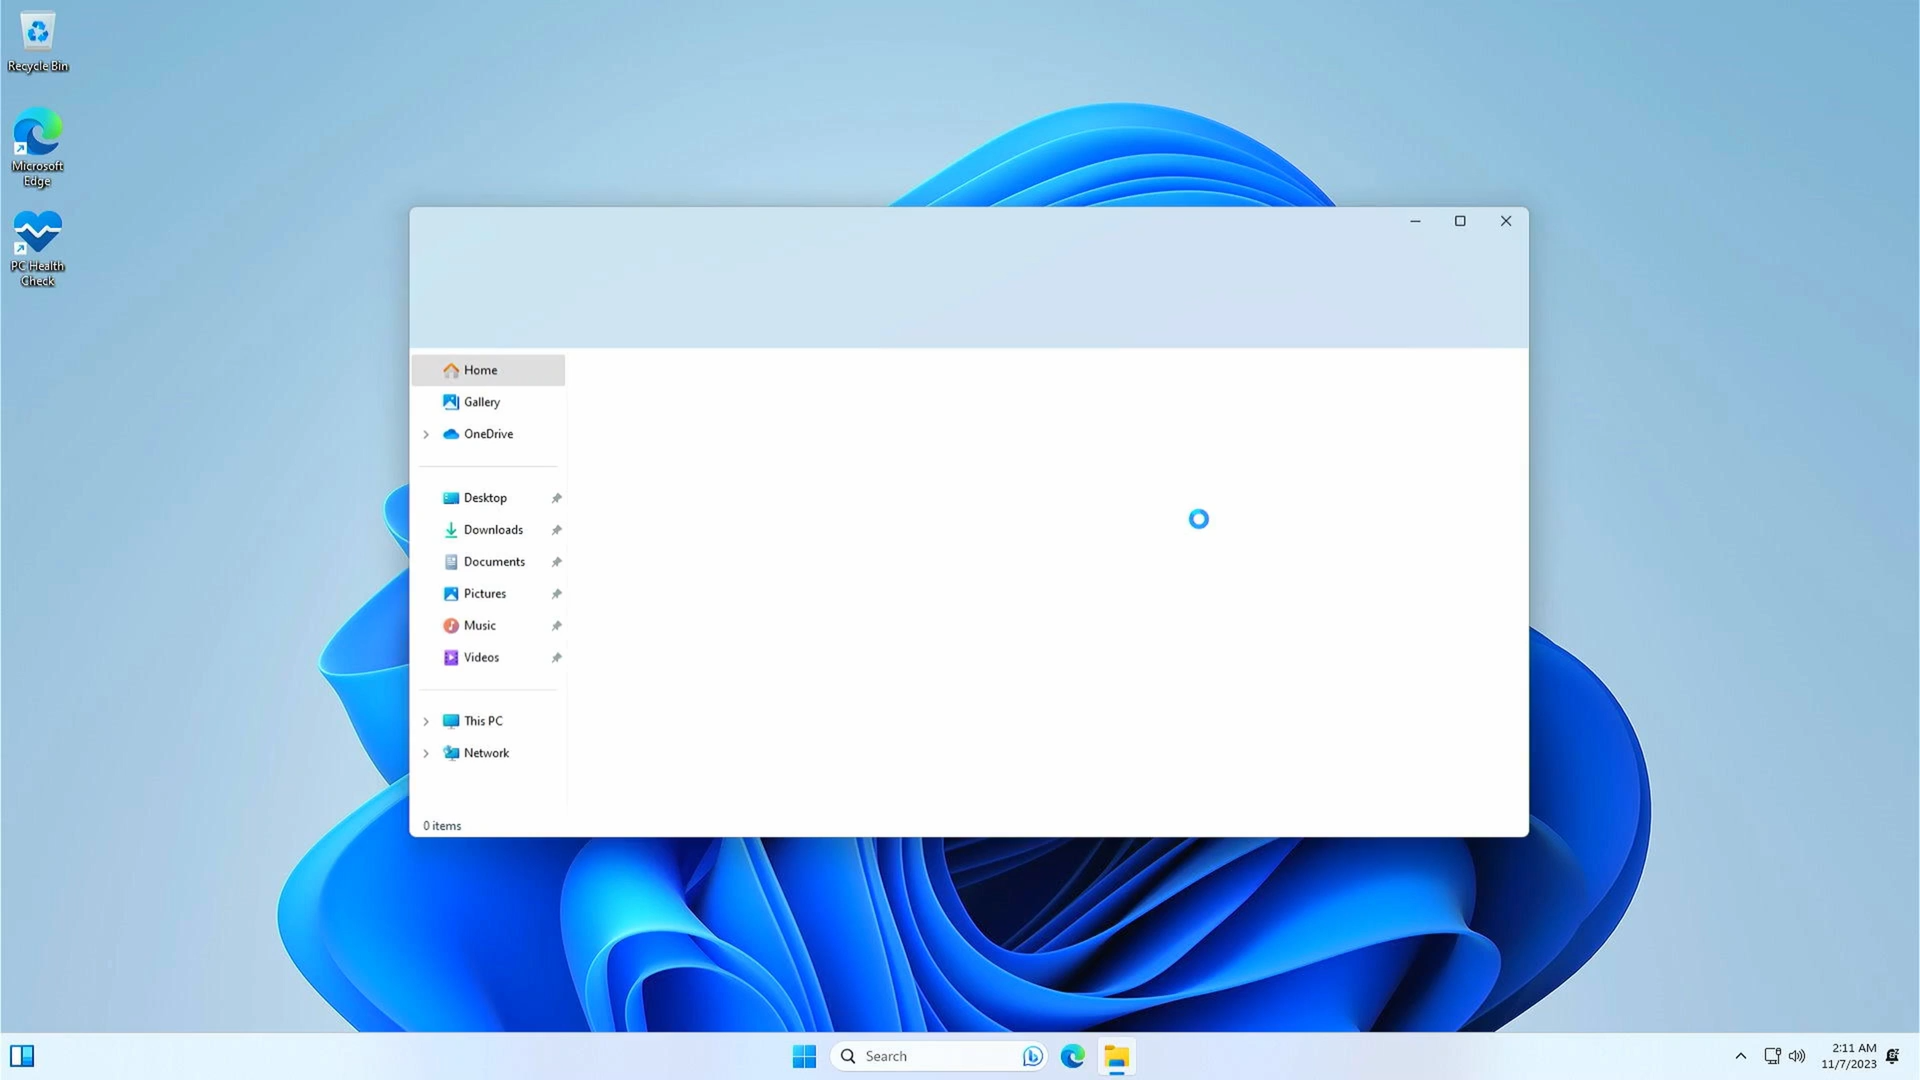 Recycle Bin
Microsoft
Edge
PC Health
Check
Home
Gallery
OneDrive
Desktop
Downloads
Documents
Pictures
Music
Videos
This PC
Network
0 items
Search
2:11 AM
11/7/2023